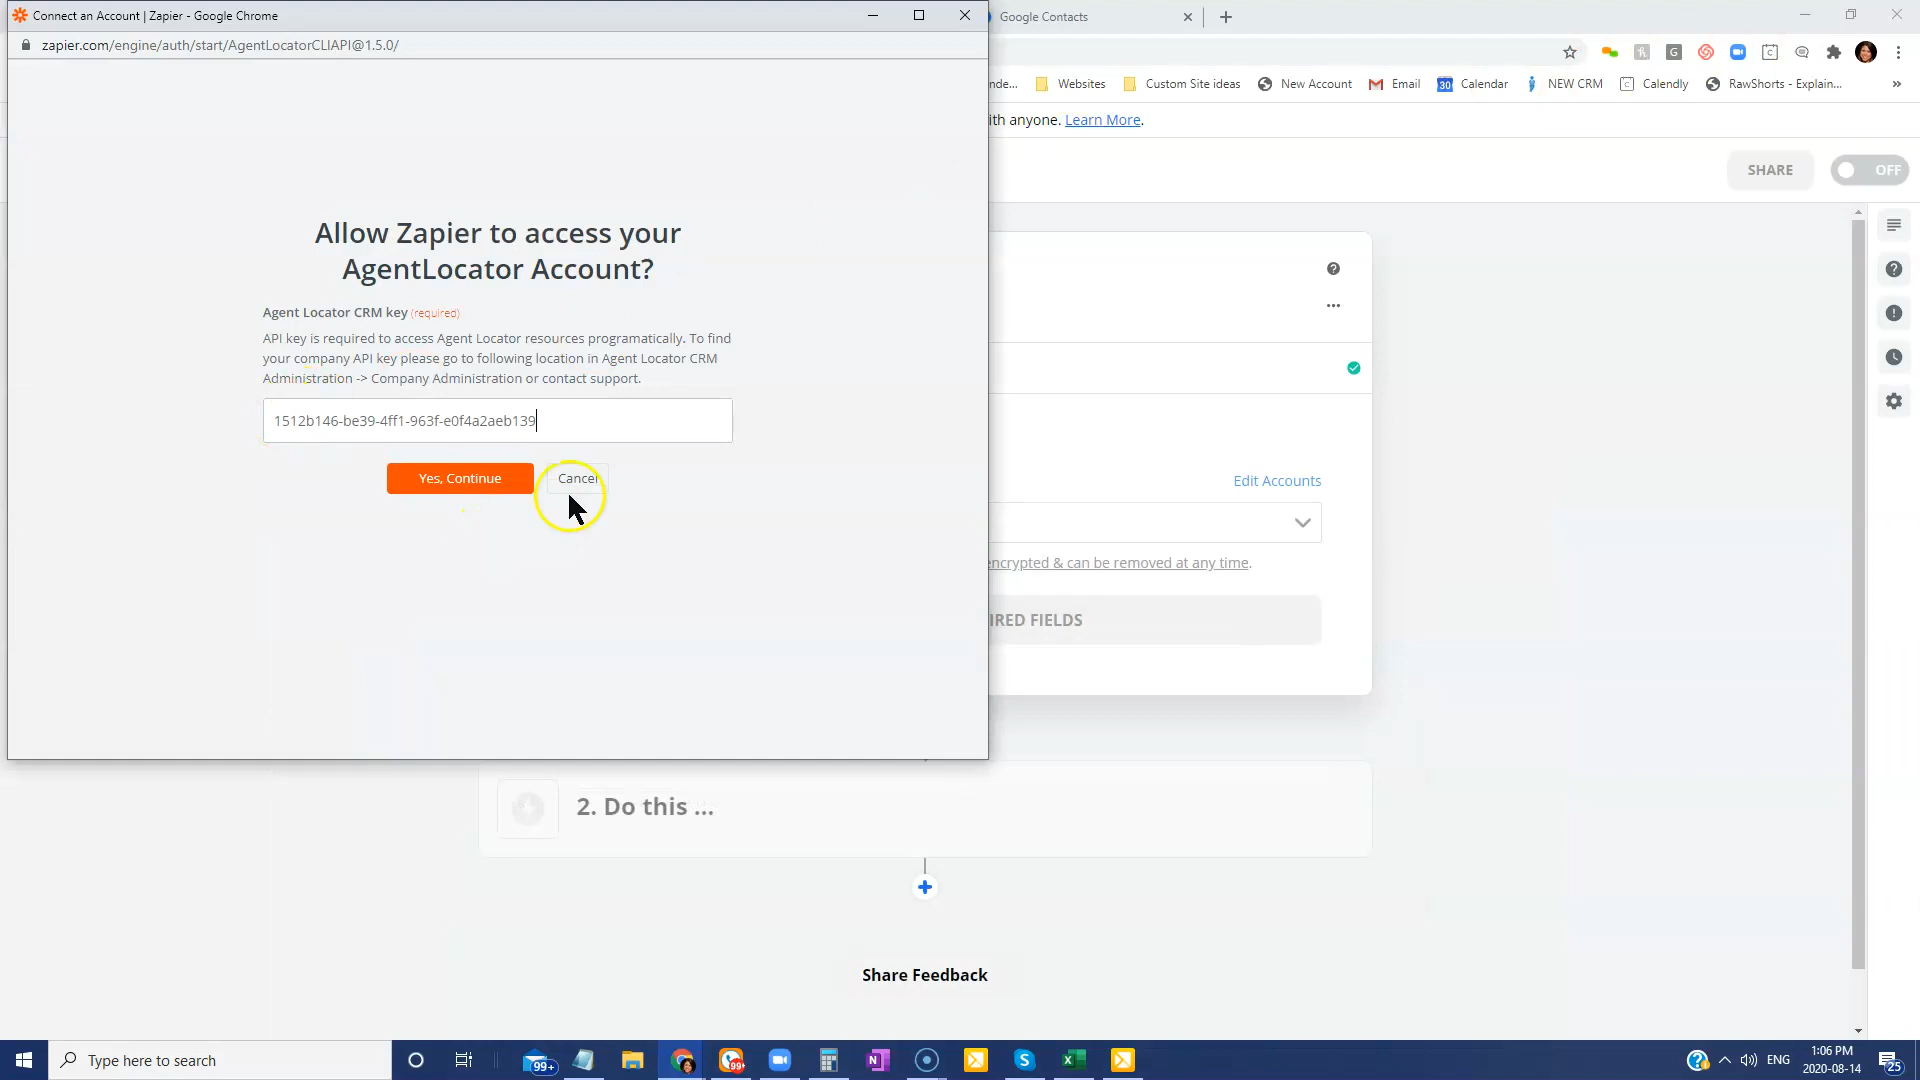 Connect an Account | Zapier - Google Chrome
Google Contacts
zapier.com/engine/auth/start/AgentLocatorCLIAPI@1.5.0/
nde...
Websites
Custom Site ideas
New Account
Email
Calendar
NEW CRM
Calendly
RawShorts - Explain...
»
ith anyone. Learn More.
SHARE
OFF
Allow Zapier to access your
AgentLocator Account?
Agent Locator CRM key (required)
API key is required to access Agent Locator resources programatically. To find
your company API key please go to following location in Agent Locator CRM
Administration -> Company Administration or contact support.
1512b146-be39-4ff1-963f-e0f4a2aeb139
Yes, Continue
Cancel
Edit Accounts
encrypted & can be removed at any time.
IRED FIELDS
2. Do this ...
Share Feedback
Type here to search
99+
99
ENG
1:06 PM
2020-08-14
25